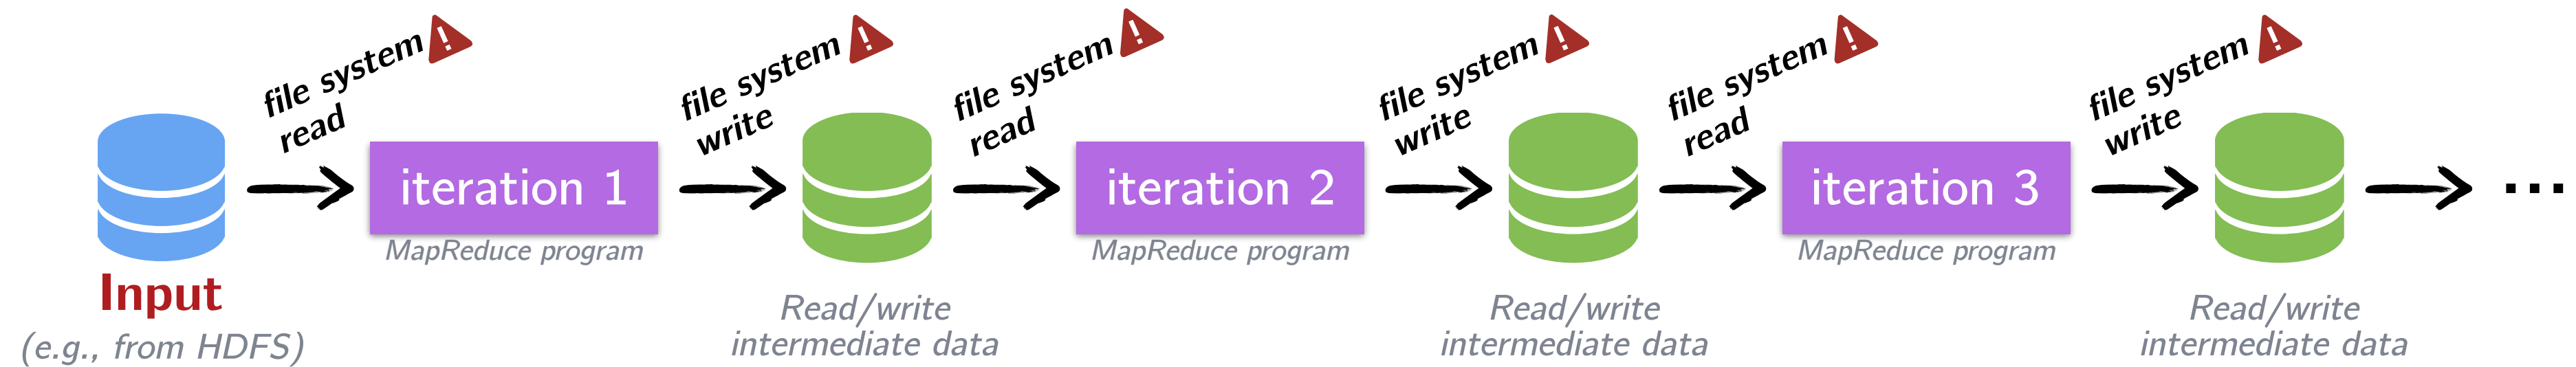 file system
read
file system
write
file system
read
file system
write
file system
read
file system
write
iteration 1
iteration 2
iteration 3
...
MapReduce program
MapReduce program
MapReduce program
Input
(e.g., from HDFS)
Read/write
intermediate data
Read/write
intermediate data
Read/write
intermediate data